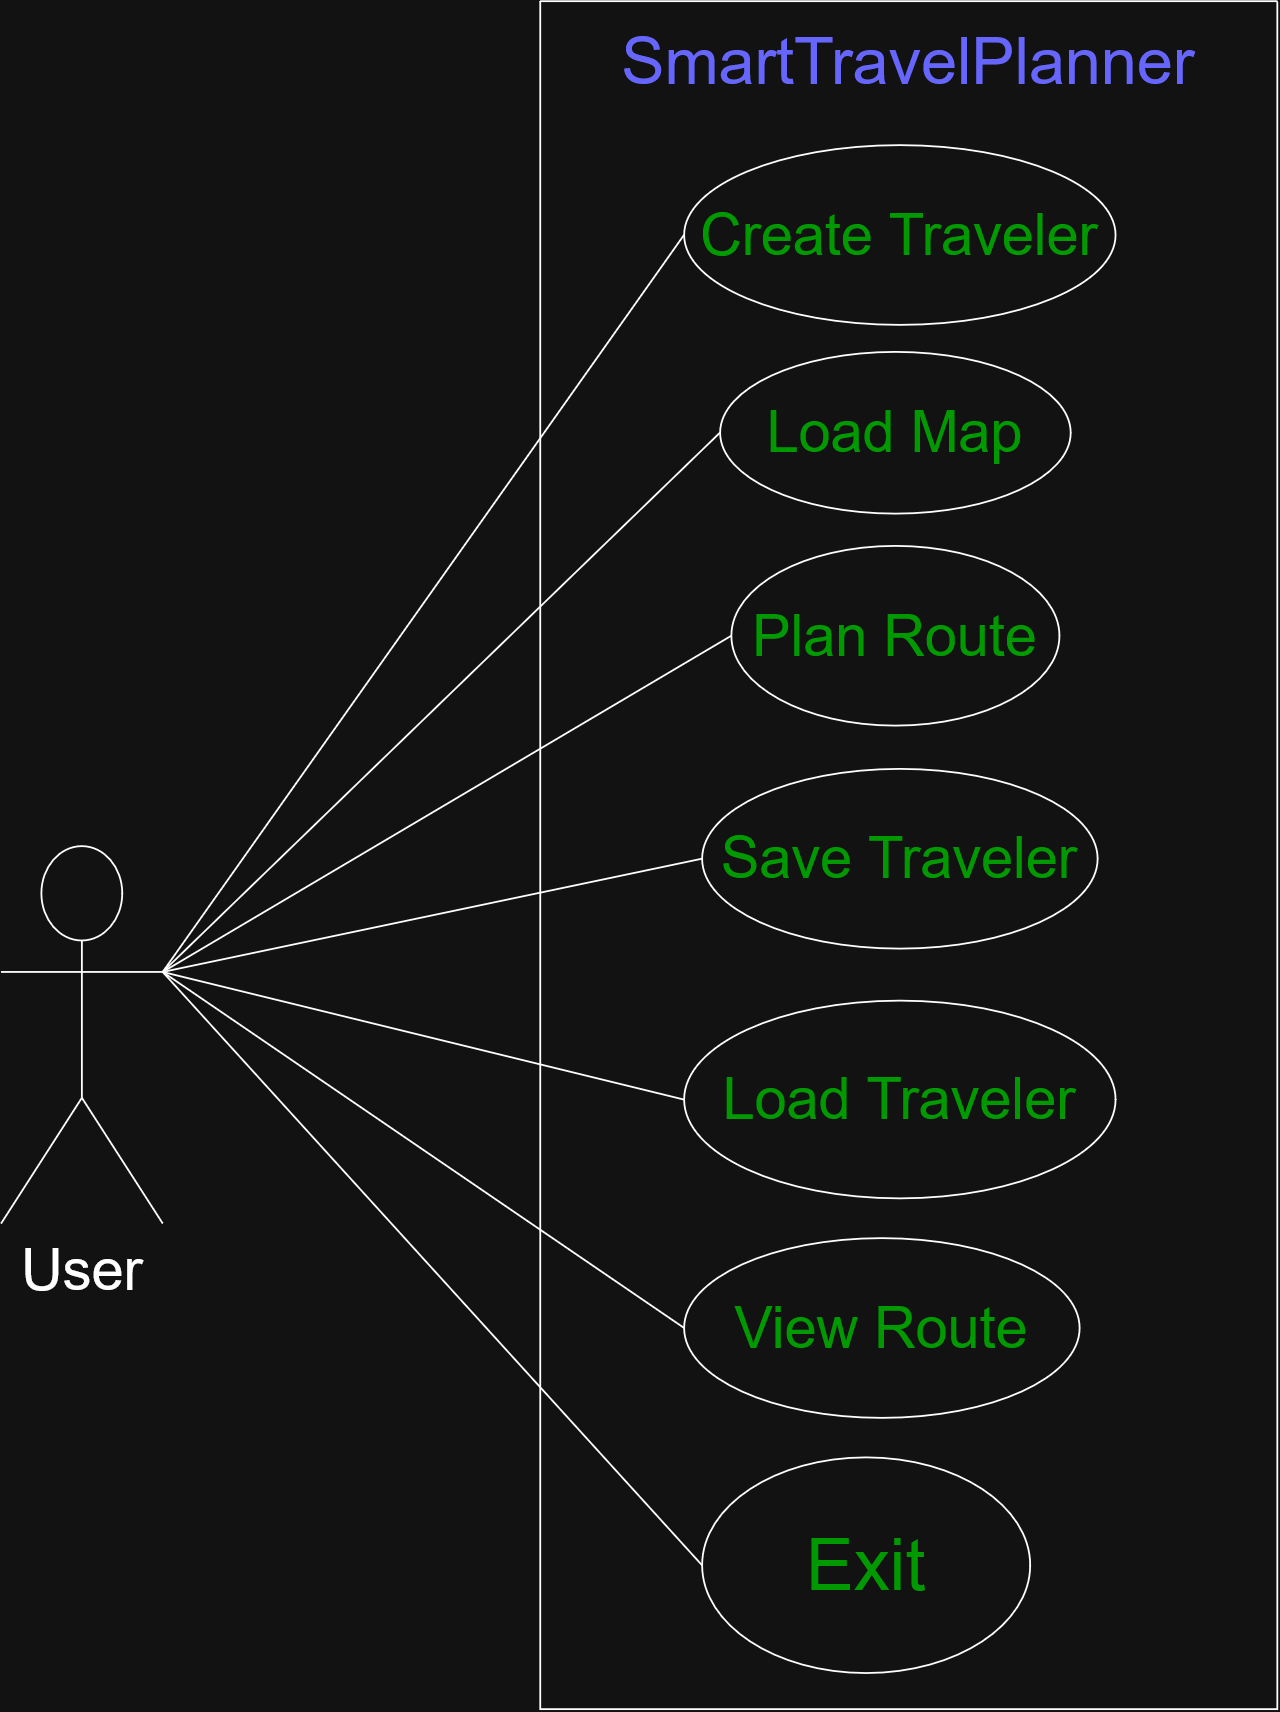 SmartTravelPlanner
Create Traveler
Load Map
Plan Route
Save Traveler
Load Traveler
User
View Route
Exit